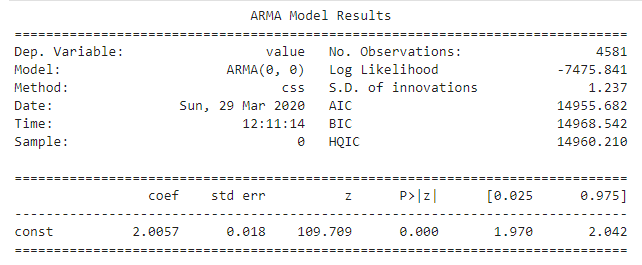 ARMA Model Results
==============================================================================
Dep. Variable:                  value   No. Observations:                 4581
Model:                     ARMA(0, 0)   Log Likelihood               -7475.841
Method:                           css   S.D. of innovations              1.237
Date:                Sun, 29 Mar 2020   AIC                          14955.682
Time:                        12:11:14   BIC                          14968.542
Sample:                             0   HQIC                         14960.210
==============================================================================
                 coef    std err          z      P>|z|      [0.025      0.975]
------------------------------------------------------------------------------
const          2.0057      0.018    109.709      0.000       1.970       2.042
==============================================================================